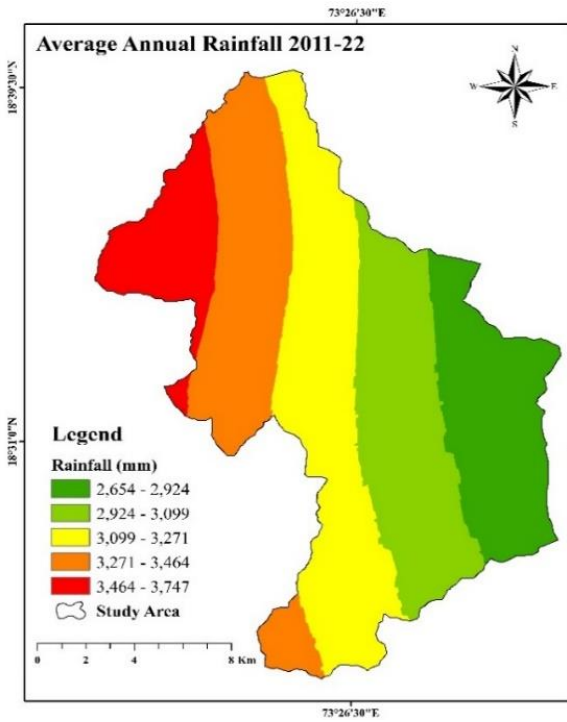 73°26'30"E
Average Annual Rainfall 2011-22
N
W E
S
18°39'30"N
18°31'0"N
Legend
Rainfall (mm)
2,654 - 2,924
2,924 - 3,099
3,099 - 3,271
3,271 - 3,464
3,464 - 3,747
Study Area
0 2 4 8 Km
73°26'30"E